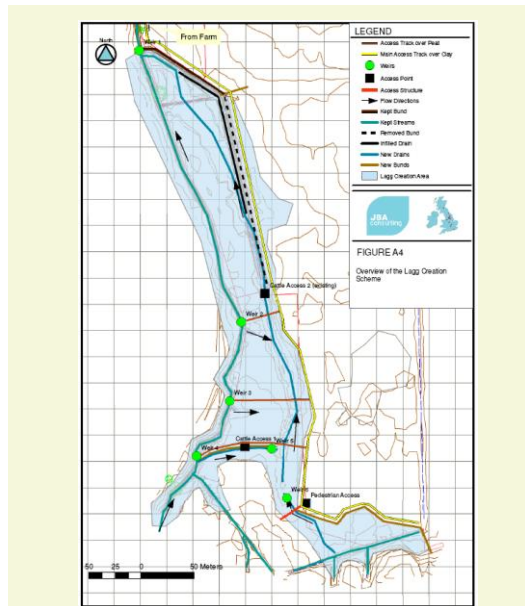 From Farm
Weir 1
North
LEGEND
Access Track over Peat
Main Access Track over Clay
Weirs
Access Point
Access Structure
Flow Directions
Kept Bund
Kept Streams
Removed Bund
Infilled Drain
New Drains
New Bunds
Lagg Creation Area
JBA
consulting
FIGURE A4
Overview of the Lagg Creation
Scheme
Cattle Access 2 (existing)
Weir 2
Weir 3
Cattle Access 1
Weir 5
Weir 4
Pedestrian Access
50 25 0 50 Meters